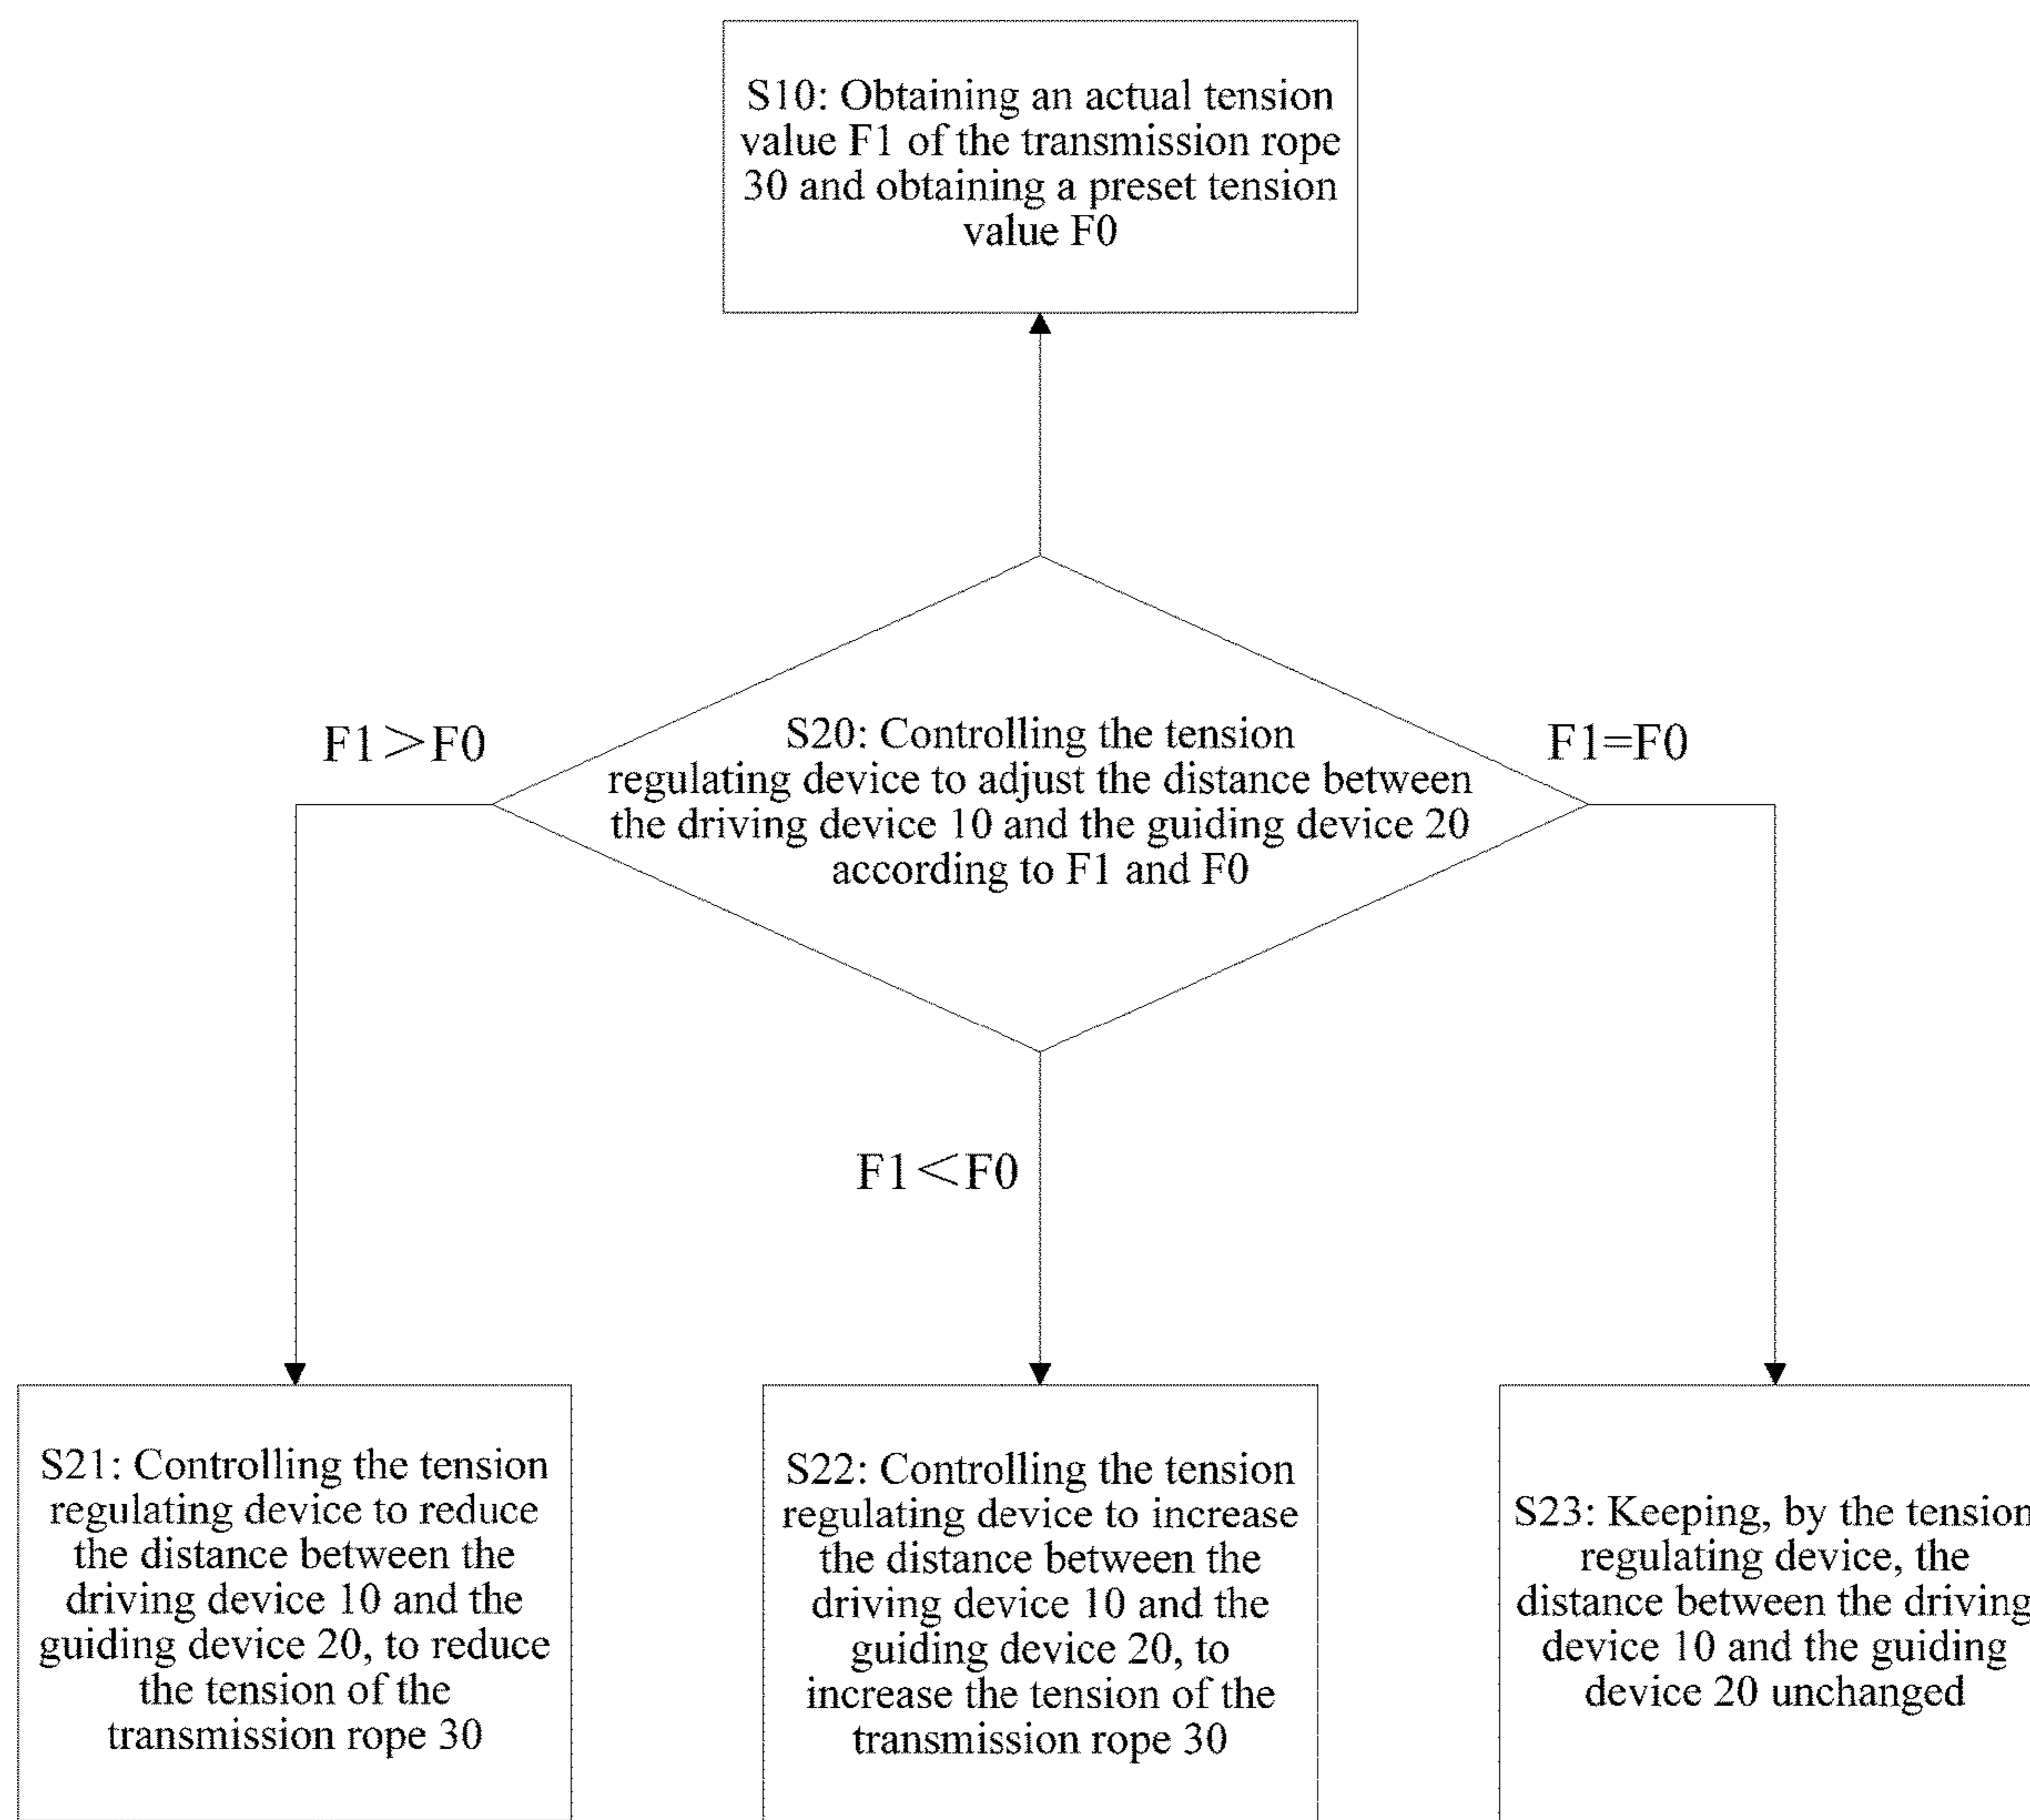 S10: Obtaining an actual tension
value F1 of the transmission rope
30 and obtaining a preset tension
value F0
F1>F0
S20: Controlling the tension
regulating device to adjust the distance between
the driving device 10 and the guiding device 20
according to F1 and F0
F1=F0
F1<F0
S21: Controlling the tension
regulating device to reduce
the distance between the
driving device 10 and the
guiding device 20, to reduce
the tension of the
transmission rope 30
S22: Controlling the tension
regulating device to increase
the distance between the
driving device 10 and the
guiding device 20, to
increase the tension of the
transmission rope 30
S23: Keeping, by the tension
regulating device, the
distance between the driving
device 10 and the guiding
device 20 unchanged